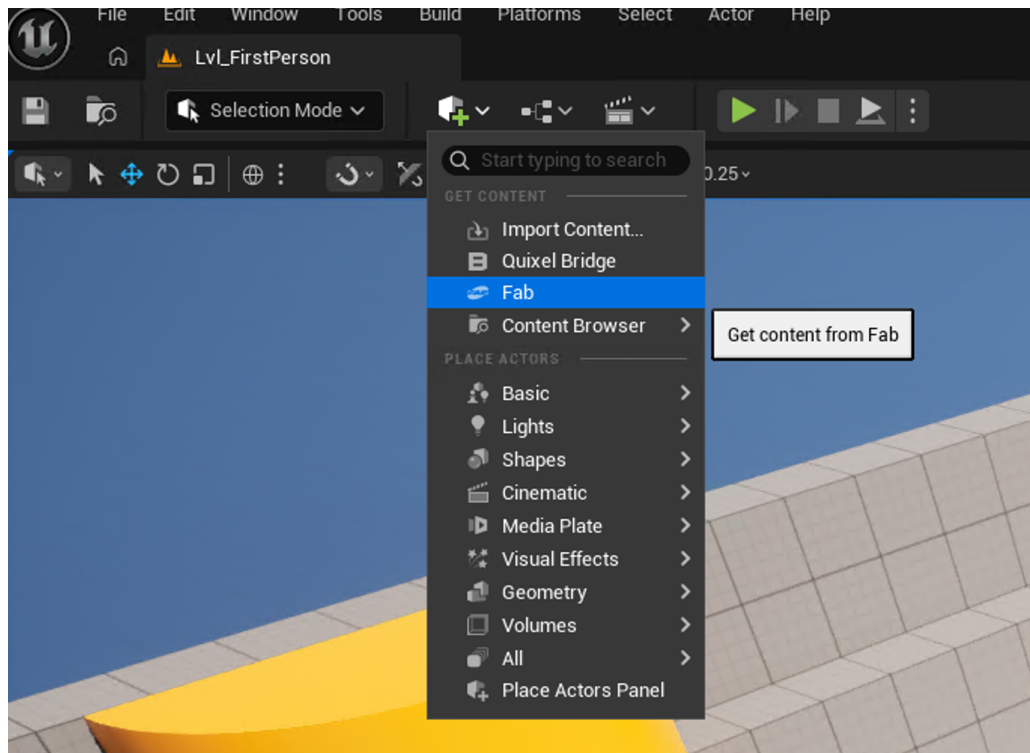 File Edit Window Tools Build Platforms Select Actor Help
Lvl_FirstPerson
Selection Mode
Start typing to search
0.25
GET CONTENT
Import Content...
Quixel Bridge
Fab
Content Browser
Get content from Fab
PLACE ACTORS
Basic
Lights
Shapes
Cinematic
Media Plate
Visual Effects
Geometry
Volumes
All
Place Actors Panel